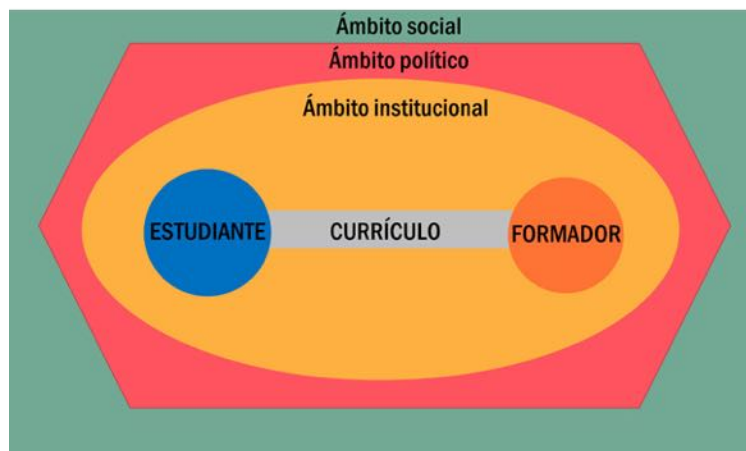 Ámbito social
Ámbito político
Ámbito institucional
ESTUDIANTE CURRÍCULO FORMADOR